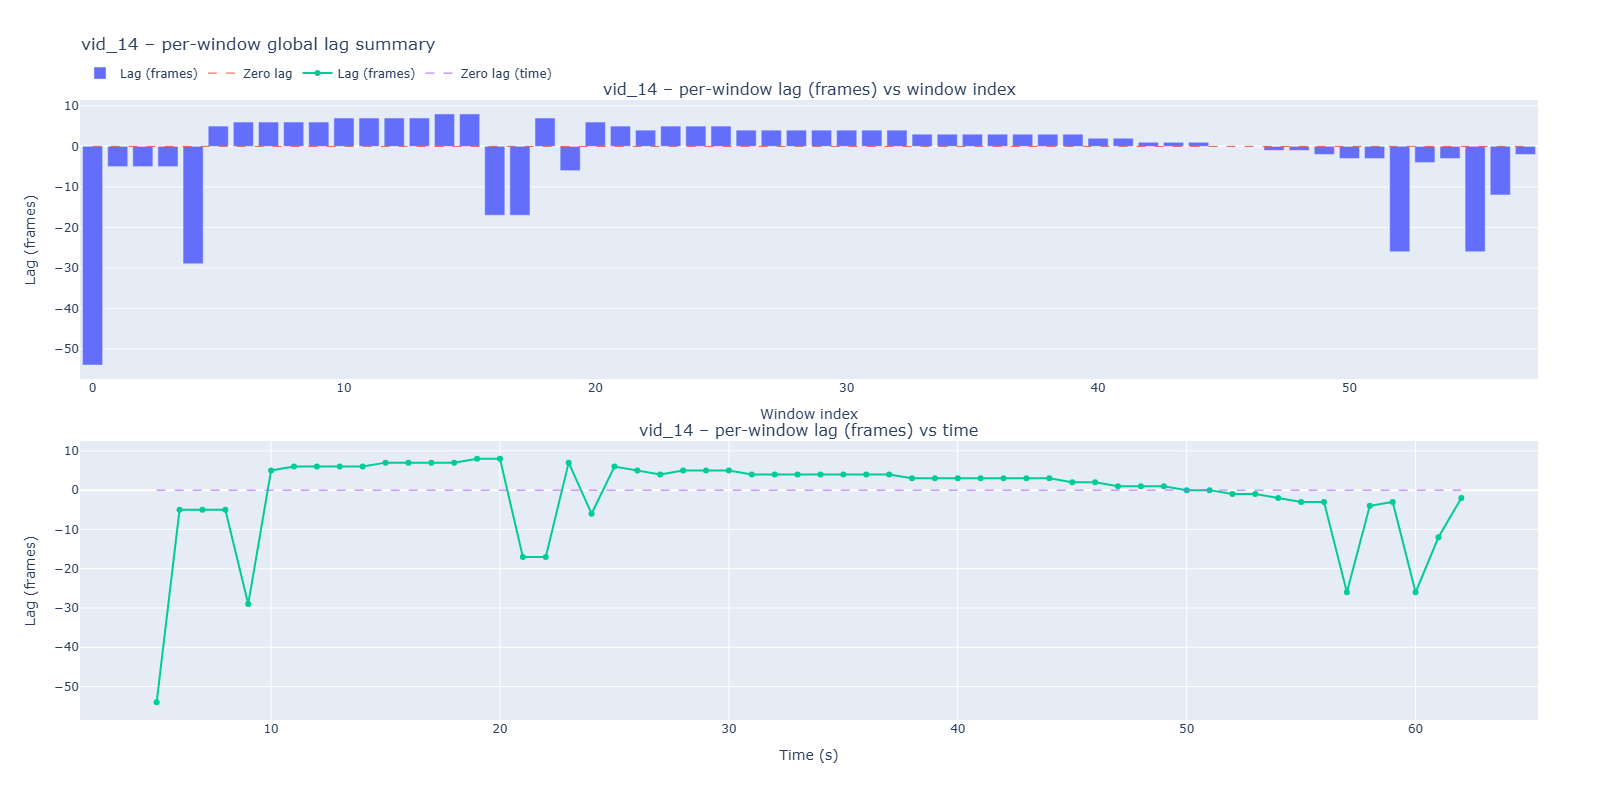 vid_14 – per-window global lag summary
Lag (frames) Zero lag Lag (frames) Zero lag (time)
vid_14 – per-window lag (frames) vs window index
10
0
−10
−20
−30
−40
−50
Lag (frames)
0 10 20 30 40 50
Window index
vid_14 – per-window lag (frames) vs time
10
0
−10
−20
−30
−40
−50
Lag (frames)
10 20 30 40 50 60
Time (s)